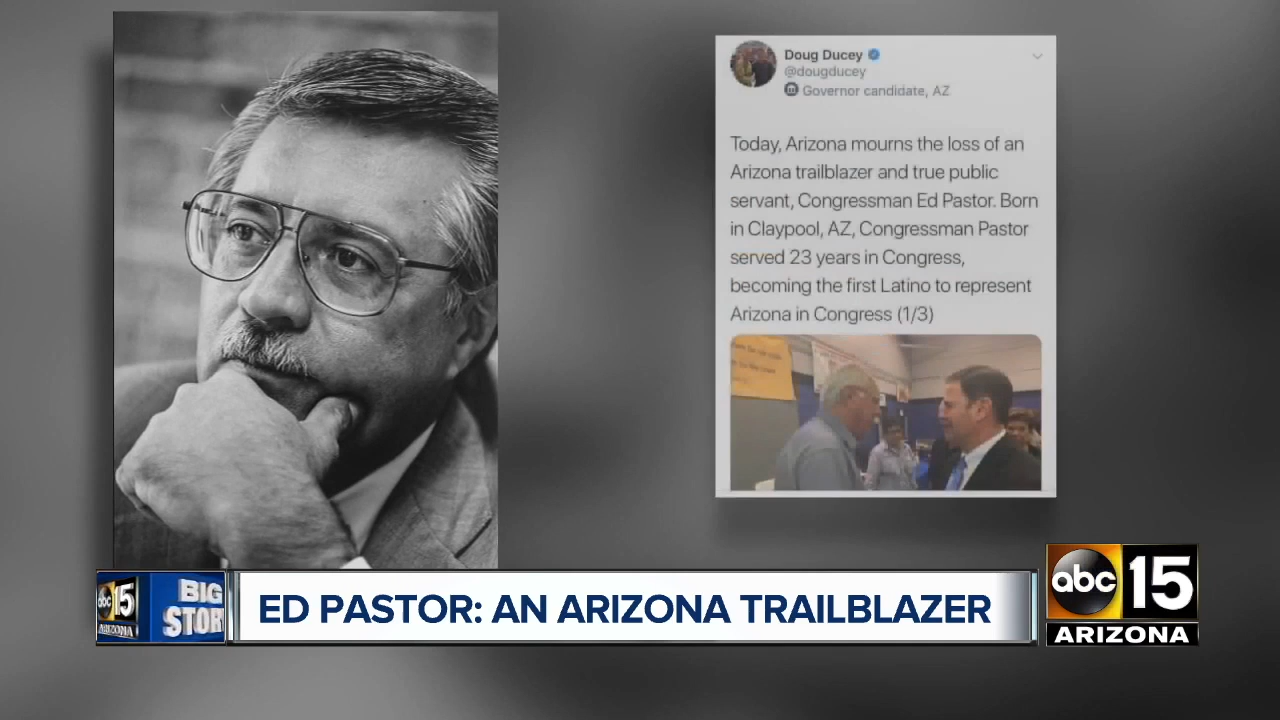 Doug Ducey
@dougducey
Governor candidate, AZ
Today, Arizona mourns the loss of an
Arizona trailblazer and true public
servant, Congressman Ed Pastor. Born
in Claypool, AZ, Congressman Pastor
served 23 years in Congress,
becoming the first Latino to represent
Arizona in Congress (1/3)
abc 15
ARIZONA
BIG
STORY
ED PASTOR: AN ARIZONA TRAILBLAZER
abc 15
ARIZONA